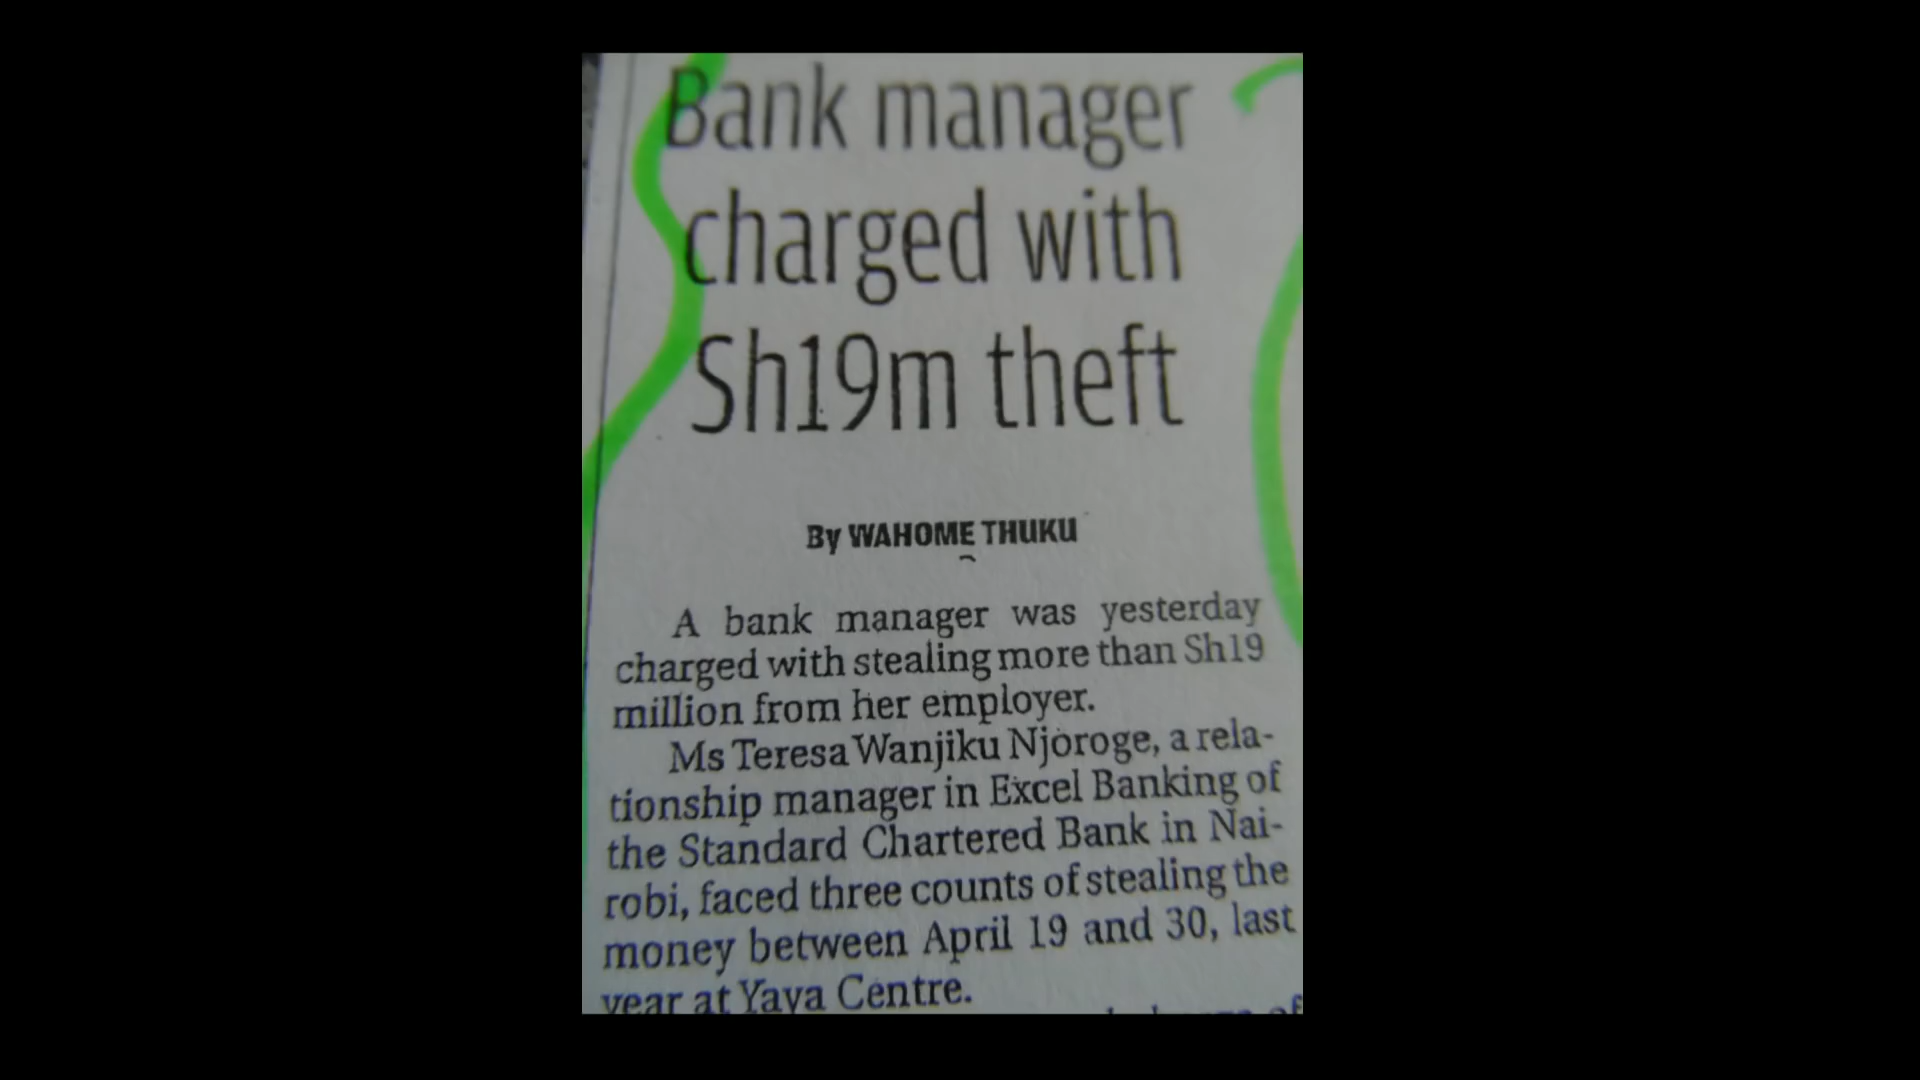 Bank manager
charged with
Sh19m theft
By WAHOME THUKU
A bank manager was yesterday
charged with stealing more than Sh19
million from her employer.
Ms Teresa Wanjiku Njoroge, a rela-
tionship manager in Excel Banking of
the Standard Chartered Bank in Nai-
robi, faced three counts of stealing the
money between April 19 and 30, last
year at Yaya Centre.
of